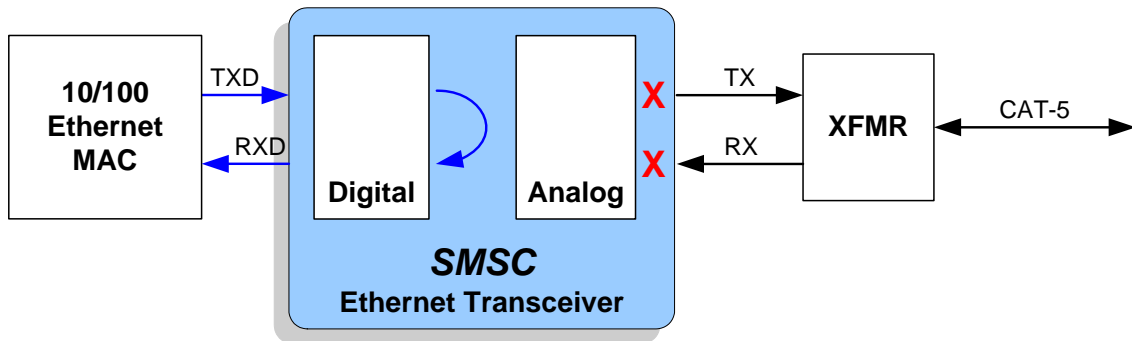 10/100
Ethernet
MAC
TXD
RXD
Digital
Analog
X
X
SMSC
Ethernet Transceiver
TX
RX
XFMR
CAT-5